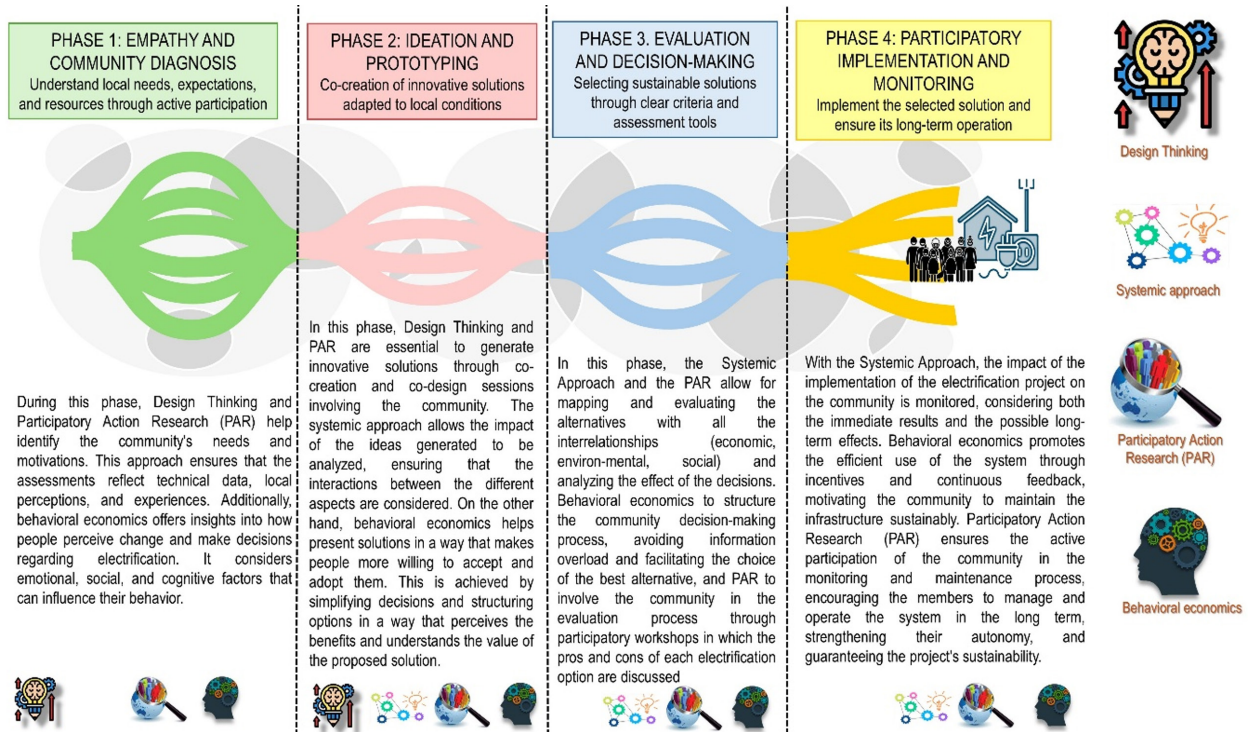 PHASE 1: EMPATHY AND
COMMUNITY DIAGNOSIS
Understand local needs, expectations,
and resources through active participation
PHASE 2: IDEATION AND
PROTOTYPING
Co-creation of innovative solutions
adapted to local conditions
PHASE 3. EVALUATION
AND DECISION-MAKING
Selecting sustainable solutions
through clear criteria and
assessment tools
PHASE 4: PARTICIPATORY
IMPLEMENTATION AND
MONITORING
Implement the selected solution and
ensure its long-term operation
During this phase, Design Thinking and
Participatory Action Research (PAR) help
identify the community's needs and
motivations. This approach ensures that the
assessments reflect technical data, local
perceptions, and experiences. Additionally,
behavioral economics offers insights into how
people perceive change and make decisions
regarding electrification. It considers
emotional, social, and cognitive factors that
can influence their behavior.
In this phase, Design Thinking and
PAR are essential to generate
innovative solutions through co-
creation and co-design sessions
involving the community. The
systemic approach allows the impact
of the ideas generated to be
analyzed, ensuring that the
interactions between the different
aspects are considered. On the other
hand, behavioral economics helps
present solutions in a way that makes
people more willing to accept and
adopt them. This is achieved by
simplifying decisions and structuring
options in a way that perceives the
benefits and understands the value of
the proposed solution.
In this phase, the Systemic
Approach and the PAR allow for
mapping and evaluating the
alternatives with all the
interrelationships (economic,
environ-mental, social) and
analyzing the effect of the decisions.
Behavioral economics to structure
the community decision-making
process, avoiding information
overload and facilitating the choice
of the best alternative, and PAR to
involve the community in the
evaluation process through
participatory workshops in which the
pros and cons of each electrification
option are discussed
With the Systemic Approach, the impact of the
implementation of the electrification project on
the community is monitored, considering both
the immediate results and the possible long-
term effects. Behavioral economics promotes
the efficient use of the system through
incentives and continuous feedback,
motivating the community to maintain the
infrastructure sustainably. Participatory Action
Research (PAR) ensures the active
participation of the community in the
monitoring and maintenance process,
encouraging the members to manage and
operate the system in the long term,
strengthening their autonomy, and
guaranteeing the project's sustainability.
Design Thinking
Systemic approach
Participatory Action
Research (PAR)
Behavioral economics